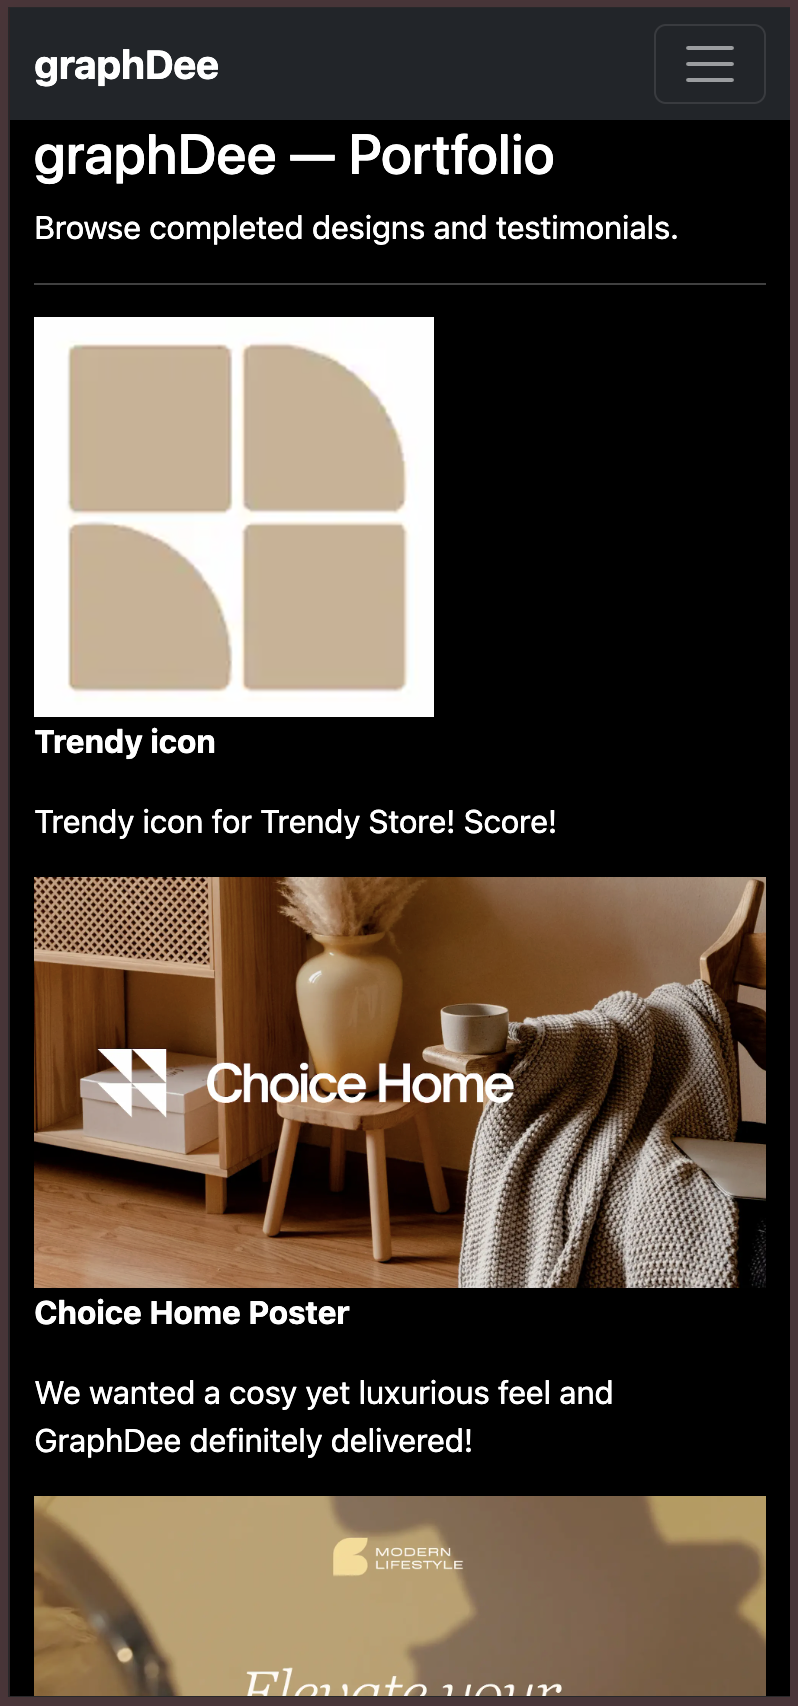 graphDee
graphDee — Portfolio
Browse completed designs and testimonials.
Trendy icon
Trendy icon for Trendy Store! Score!
Choice Home
Choice Home Poster
We wanted a cosy yet luxurious feel and
GraphDee definitely delivered!
MODERN
LIFESTYLE
Elevate your